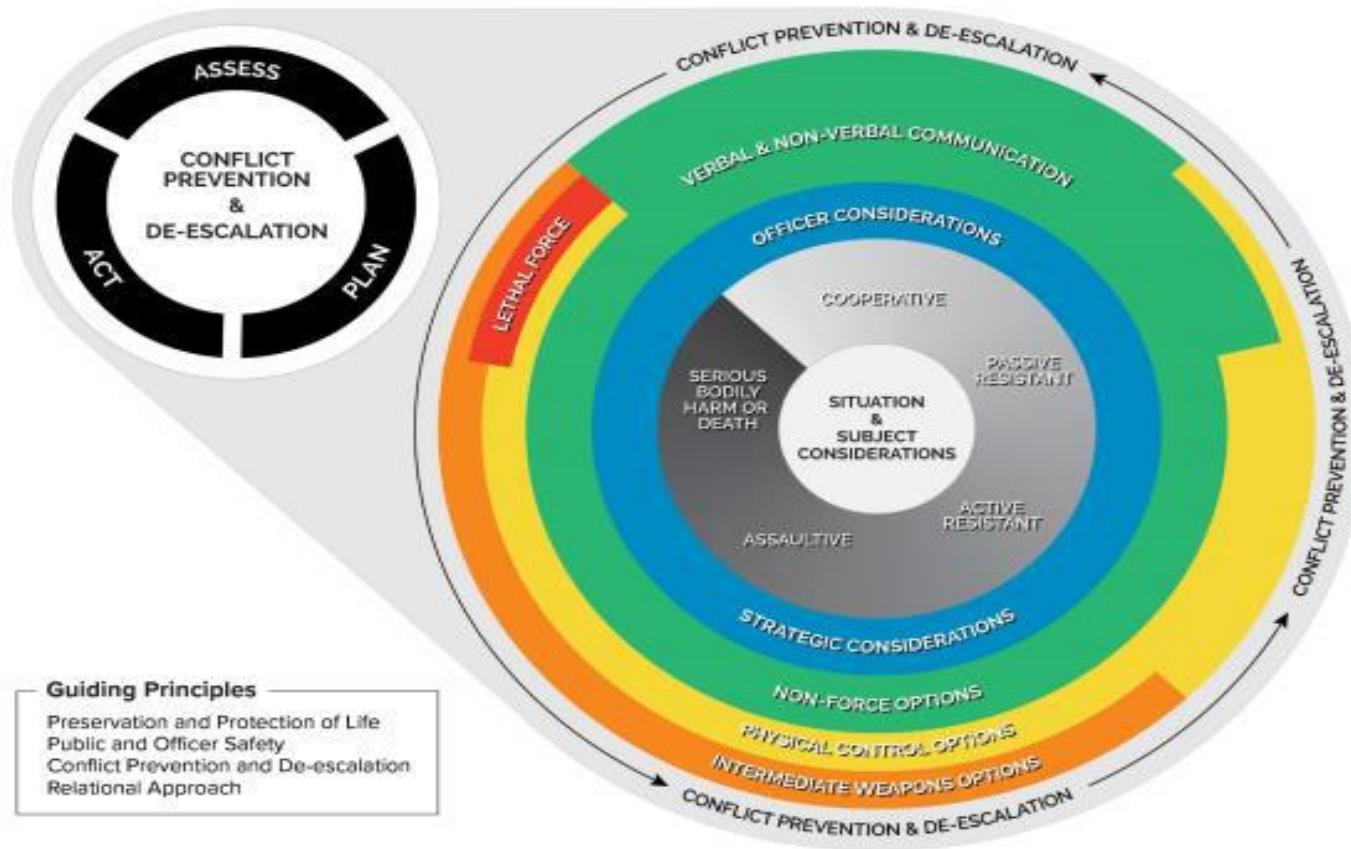 ASSESS
CONFLICT
PREVENTION
&
DE-ESCALATION
ACT
PLAN
CONFLICT PREVENTION & DE-ESCALATION
CONFLICT PREVENTION & DE-ESCALATION
VERBAL & NON-VERBAL COMMUNICATION
OFFICER CONSIDERATIONS
LETHAL FORCE
COOPERATIVE
PASSIVE
RESISTANT
SERIOUS
BODILY
HARM OR
DEATH
SITUATION
&
SUBJECT
CONSIDERATIONS
ACTIVE
RESISTANT
ASSAULTIVE
STRATEGIC CONSIDERATIONS
NON-FORCE OPTIONS
PHYSICAL CONTROL OPTIONS
INTERMEDIATE WEAPONS OPTIONS
CONFLICT PREVENTION & DE-ESCALATION
Guiding Principles
Preservation and Protection of Life
Public and Officer Safety
Conflict Prevention and De-escalation
Relational Approach